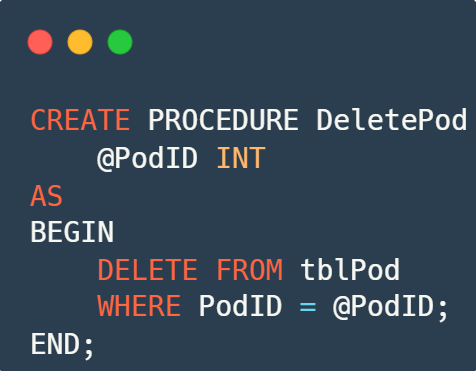 CREATE PROCEDURE DeletePod
    @PodID INT
AS
BEGIN
    DELETE FROM tblPod
    WHERE PodID = @PodID;
END;